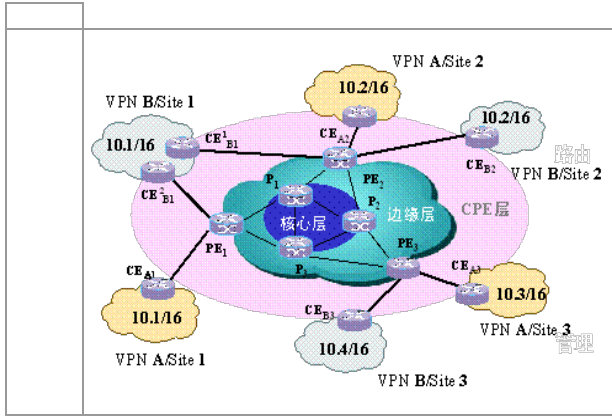 VPN A/Site 2
10.2/16
VPN B/Site 1
10.2/16
CE¹B1
CEA2
10.1/16
CEB2
路由
VPN B/Site 2
P1
PE2
CE²B1
P2
核心层
边缘层
CPE层
PE1
PE3
CEA1
CEA3
10.3/16
10.1/16
CEB3
VPN A/Site 3
10.4/16
管理
VPN A/Site 1
VPN B/Site 3